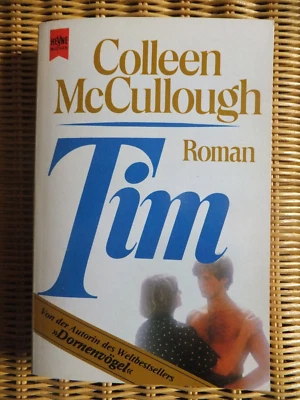 HEYNE
Colleen
McCullough
Tim
Roman
Von der Autorin des Weltbestsellers
»Dornenvögel«